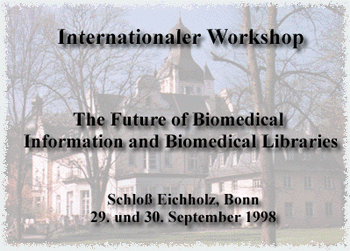 Internationaler Workshop
The Future of Biomedical
Information and Biomedical Libraries
Schloß Eichholz, Bonn
29. und 30. September 1998